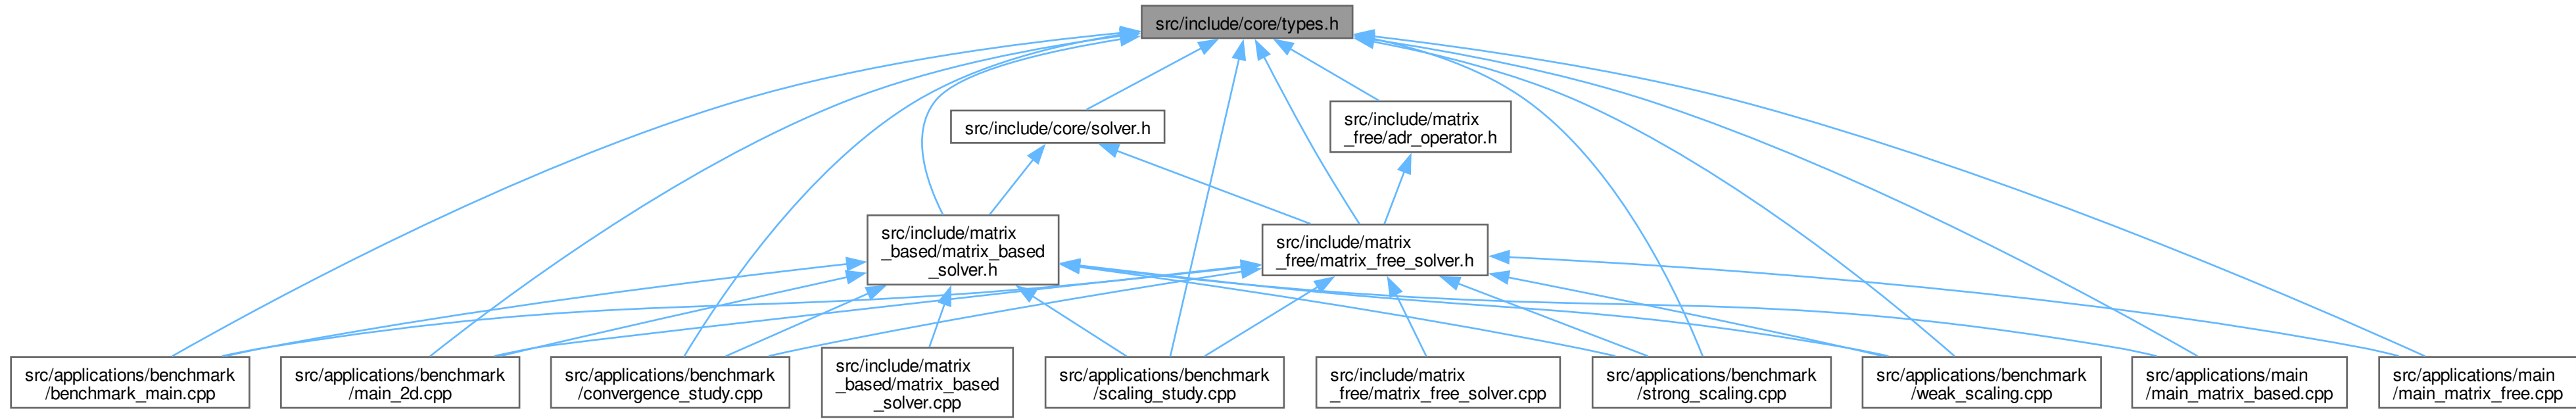 src/include/core/types.h
src/include/core/solver.h
src/include/matrix
_free/adr_operator.h
src/include/matrix
_based/matrix_based
_solver.h
src/include/matrix
_free/matrix_free_solver.h
src/applications/benchmark
/benchmark_main.cpp
src/applications/benchmark
/main_2d.cpp
src/applications/benchmark
/convergence_study.cpp
src/include/matrix
_based/matrix_based
_solver.cpp
src/applications/benchmark
/scaling_study.cpp
src/include/matrix
_free/matrix_free_solver.cpp
src/applications/benchmark
/strong_scaling.cpp
src/applications/benchmark
/weak_scaling.cpp
src/applications/main
/main_matrix_based.cpp
src/applications/main
/main_matrix_free.cpp